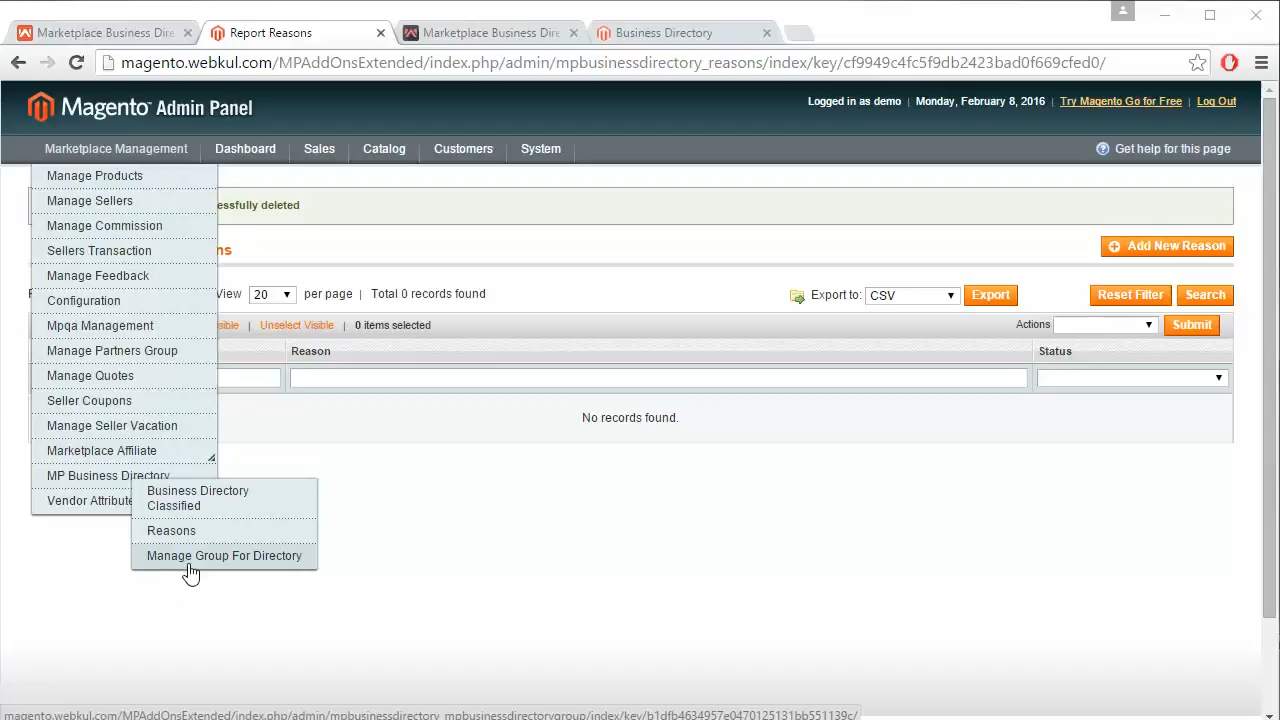 Marketplace Business Dire
Report Reasons
Marketplace Business Dire
Business Directory
magento.webkul.com/MPAddOnsExtended/index.php/admin/mpbusinessdirectory_reasons/index/key/cf9949c4fc5f9db2423bad0f669cfed0/
Magento Admin Panel
Logged in as demo | Monday, February 8, 2016 | Try Magento Go for Free | Log Out
Marketplace Management Dashboard Sales Catalog Customers System
Get help for this page
Manage Products
Manage Sellers
essfully deleted
Manage Commission
Sellers Transaction
ns
Add New Reason
Manage Feedback
Configuration
View 20 per page | Total 0 records found
Export to: CSV Export
Reset Filter Search
Mpqa Management
sible | Unselect Visible | 0 items selected
Actions Submit
Manage Partners Group
Reason
Status
Manage Quotes
Seller Coupons
Manage Seller Vacation
No records found.
Marketplace Affiliate
MP Business Directory
Vendor Attribute
Business Directory
Classified
Reasons
Manage Group For Directory
magento.webkul.com/MPAddOnsExtended/index.php/admin/mpbusinessdirectory_mpbusinessdirectorygroup/index/key/b1dfb4634957e0470125131bb551139c/